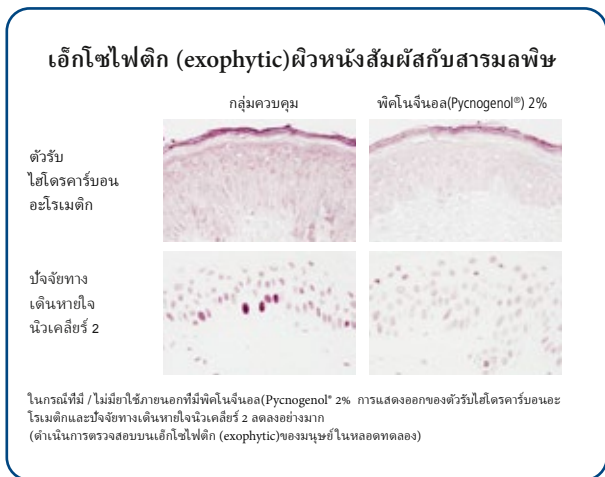 เอ็กโซไฟติก (exophytic)ผิวหนังสัมผัสกับสารมลพิษ
กลุ่มควบคุม
พิคโนจีนอล(Pycnogenol®) 2%
ตัวรับ
ไฮโดรคาร์บอน
อะโรเมติก
ปัจจัยทาง
เดินหายใจ
นิวเคลียร์ 2
ในกรณีที่มี / ไม่มียาใช้ภายนอกที่มีพิคโนจีนอล(Pycnogenol® 2% การแสดงออกของตัวรับไฮโดรคาร์บอนอะ
โรเมติกและปัจจัยทางเดินหายใจนิวเคลียร์ 2 ลดลงอย่างมาก
(ดำเนินการตรวจสอบบนเอ็กโซไฟติก (exophytic)ของมนุษย์ในหลอดทดลอง)